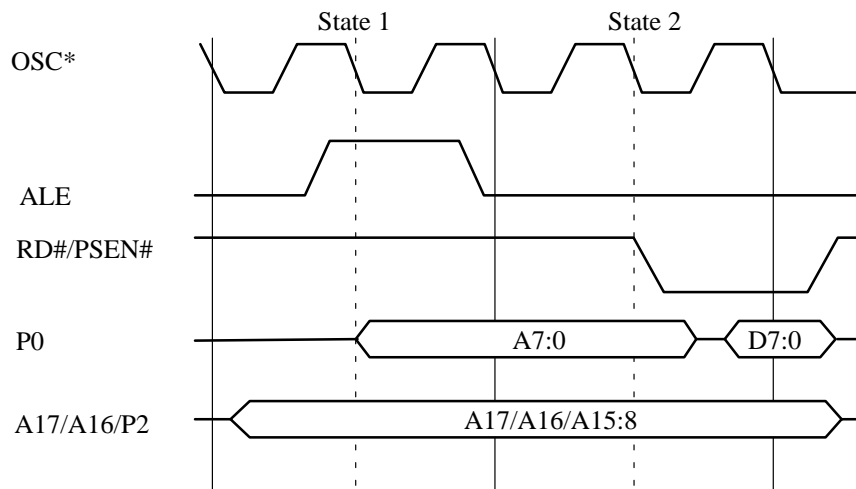 State 1 State 2
OSC*
ALE
RD#/PSEN#
P0 A7:0 D7:0
A17/A16/P2 A17/A16/A15:8